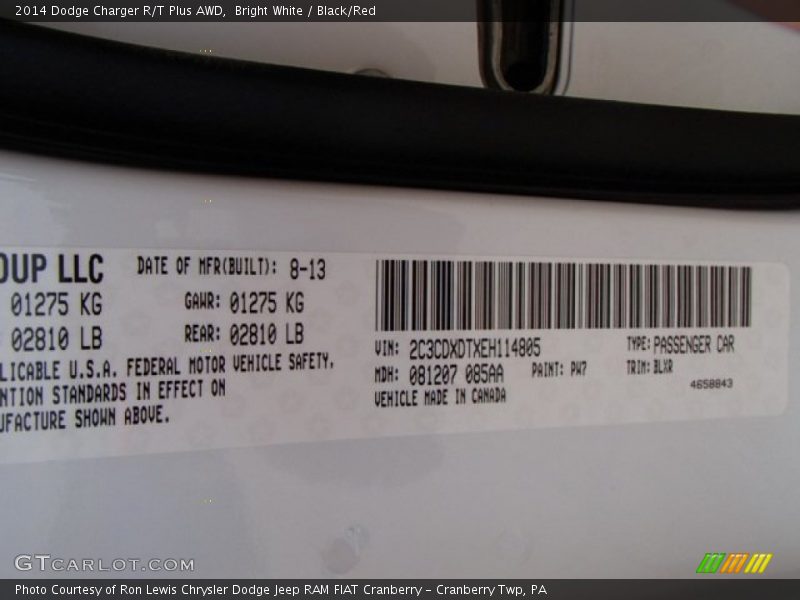 2014 Dodge Charger R/T Plus AWD, Bright White / Black/Red
OUP LLC
DATE OF MFR(BUILT): 8-13
01275 KG
GAWR: 01275 KG
02810 LB
REAR: 02810 LB
LICABLE U.S.A. FEDERAL MOTOR VEHICLE SAFETY,
NTION STANDARDS IN EFFECT ON
UFACTURE SHOWN ABOVE.
VIN: 2C3CDXDTXEH114805
TYPE: PASSENGER CAR
MDH: 081207 085AA
PAINT: PW7
TRIM: BLXR
VEHICLE MADE IN CANADA
4658843
GTCARLOT.COM
Photo Courtesy of Ron Lewis Chrysler Dodge Jeep RAM FIAT Cranberry - Cranberry Twp, PA